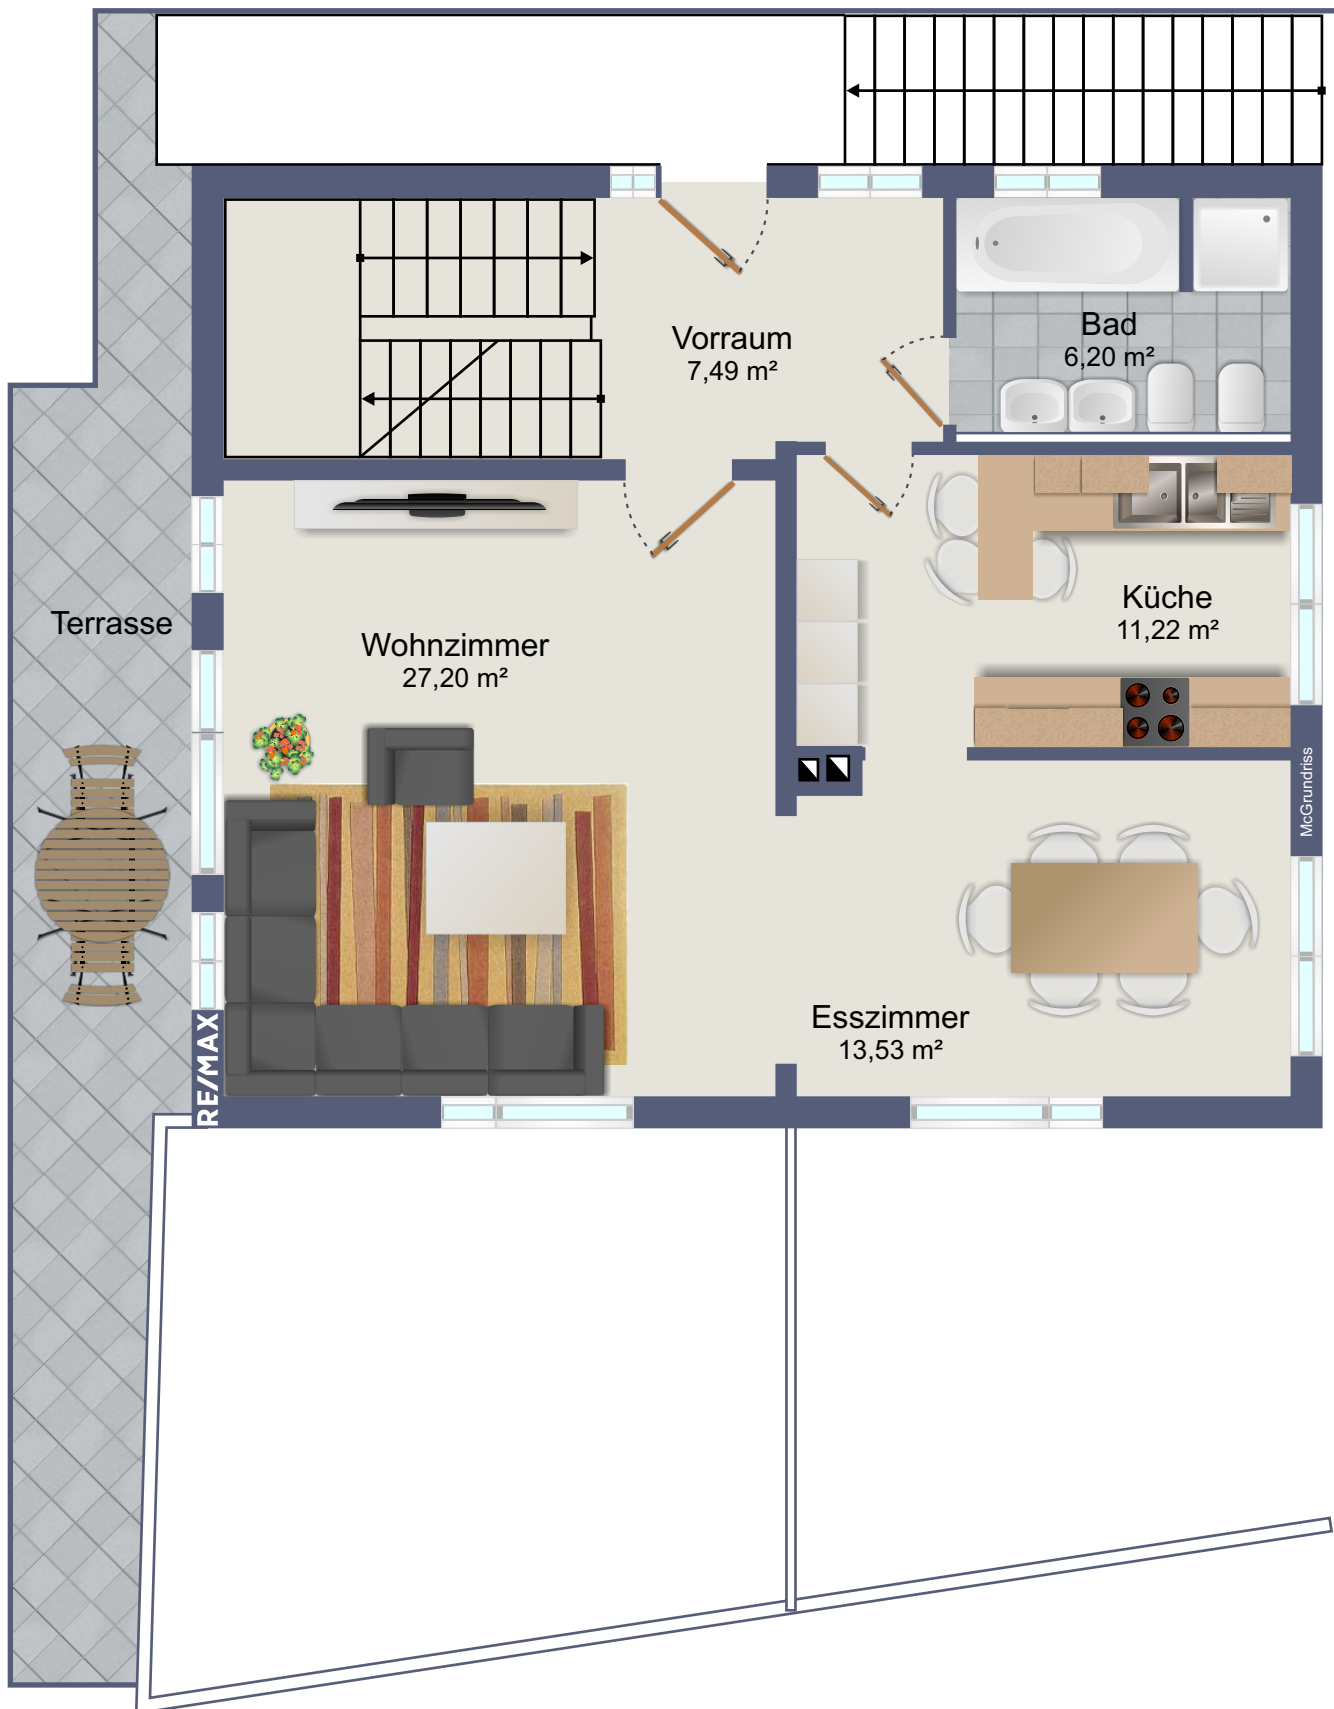 Vorraum
7,49 m²
Bad
6,20 m²
Terrasse
Wohnzimmer
27,20 m²
Küche
11,22 m²
McGrundriss
Esszimmer
13,53 m²
RE/MAX